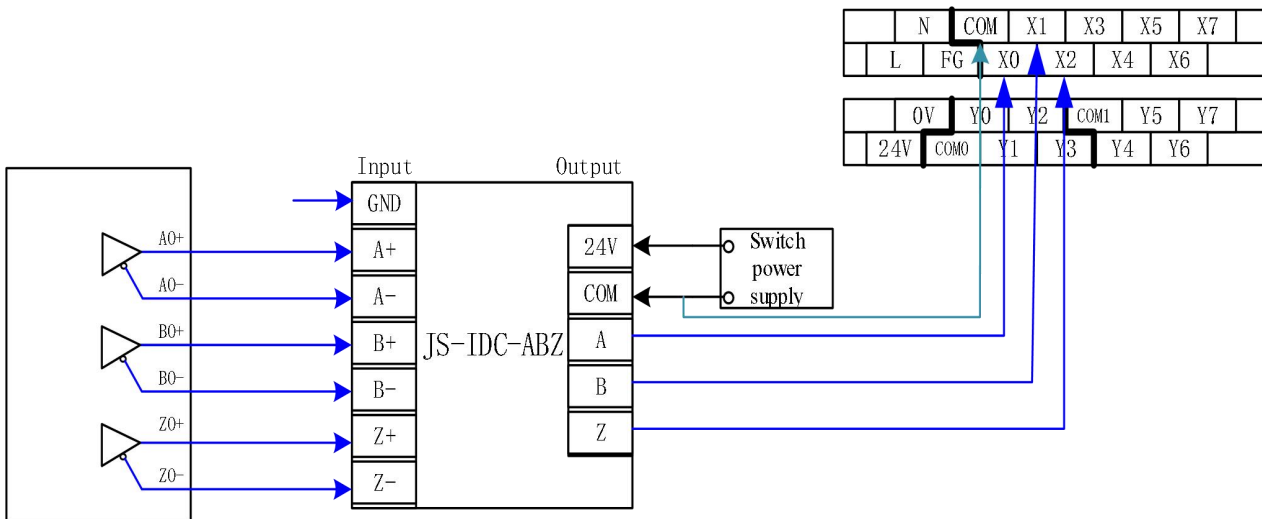 N COM X1 X3 X5 X7
L FG X0 X2 X4 X6
0V Y0 Y2 COM1 Y5 Y7
24V COM0 Y1 Y3 Y4 Y6
Input Output
GND
A0+ A+ 24V Switch
power
A0- A- COM supply
B0+ B+ JS-IDC-ABZ A
B0- B- B
Z0+ Z+ Z
Z0- Z-